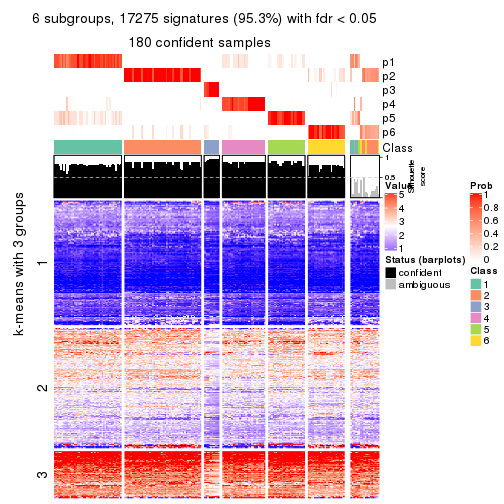 6 subgroups, 17275 signatures (95.3%) with fdr < 0.05
180 confident samples
p1
p2
p3
p4
p5
p6
Class
1
0.5
0
Silhouette
score
k-means with 3 groups
1
2
3
Value
5
4
3
2
1
Status (barplots)
confident
ambiguous
Prob
1
0.8
0.6
0.4
0.2
0
Class
1
2
3
4
5
6